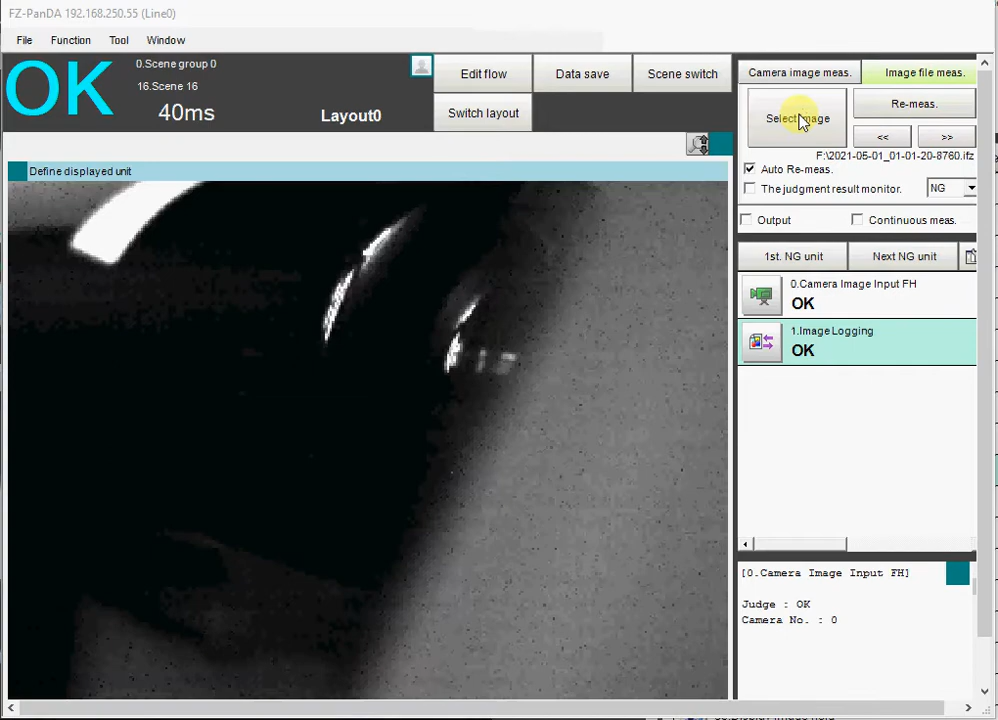 FZ-PanDA 192.168.250.55 (Line0)
File Function Tool Window
OK
0.Scene group 0
16.Scene 16
40ms
Layout0
Edit flow Data save Scene switch
Switch layout
Camera image meas. Image file meas.
Select image
Re-meas.
<< >>
F:\2021-05-01_01-01-20-8760.ifz
Auto Re-meas.
The judgment result monitor. NG
Output Continuous meas.
Define displayed unit
1st. NG unit Next NG unit
0.Camera Image Input FH
OK
1.Image Logging
OK
[0.Camera Image Input FH]
Judge : OK
Camera No. : 0